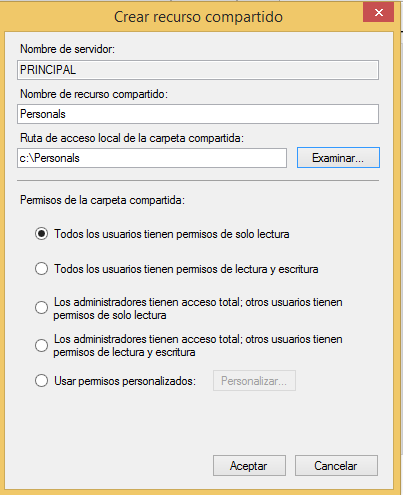 Crear recurso compartido
Nombre de servidor:
PRINCIPAL
Nombre de recurso compartido:
Personals
Ruta de acceso local de la carpeta compartida:
c:\Personals
Examinar...
Permisos de la carpeta compartida:
Todos los usuarios tienen permisos de solo lectura
Todos los usuarios tienen permisos de lectura y escritura
Los administradores tienen acceso total; otros usuarios tienen
permisos de solo lectura
Los administradores tienen acceso total; otros usuarios tienen
permisos de lectura y escritura
Usar permisos personalizados:
Personalizar...
Aceptar
Cancelar